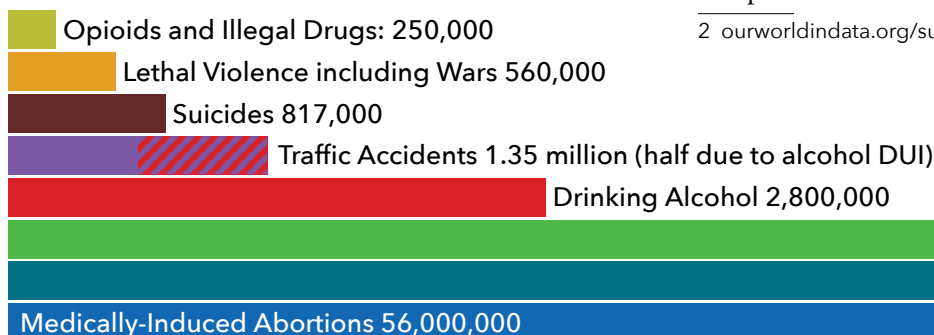 Opioids and Illegal Drugs: 250,000
2 ourworldindata.org/su
Lethal Violence including Wars 560,000
Suicides 817,000
Traffic Accidents 1.35 million (half due to alcohol DUI)
Drinking Alcohol 2,800,000
Medically-Induced Abortions 56,000,000